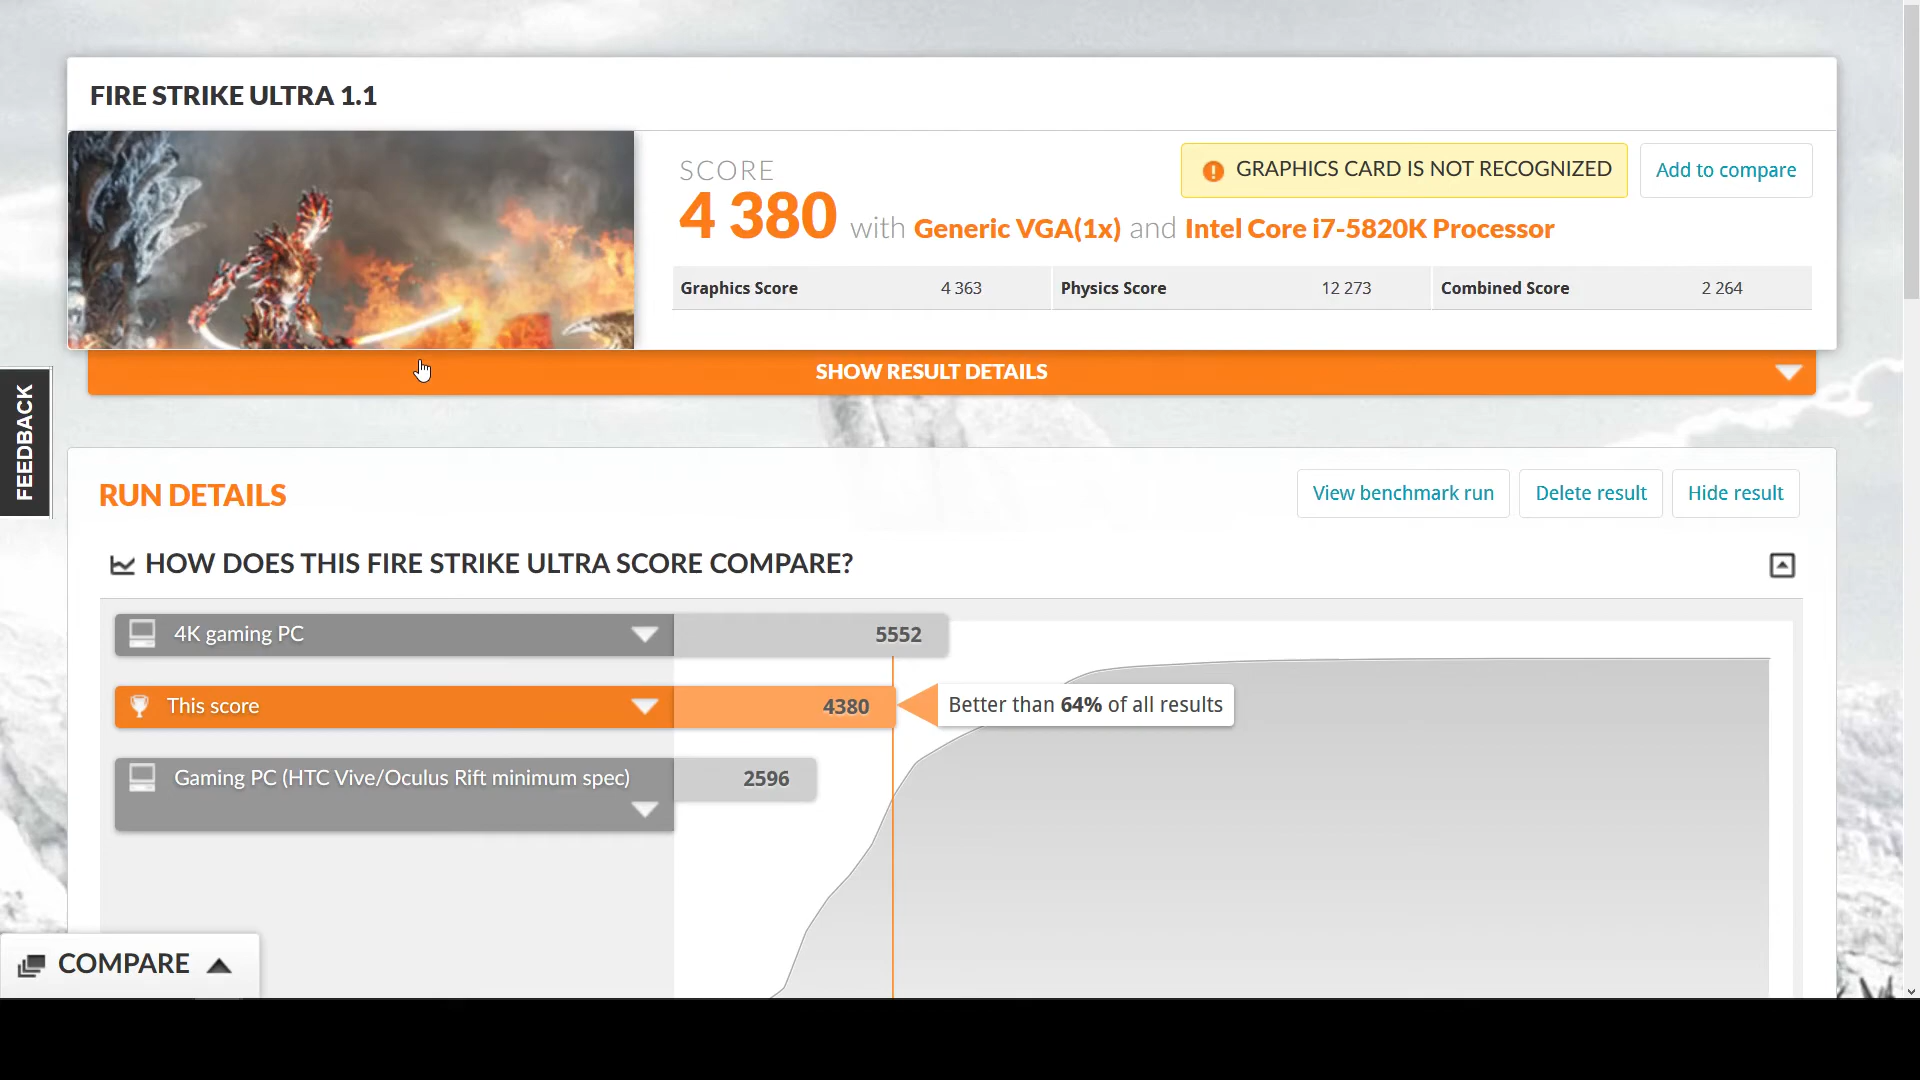 FIRE STRIKE ULTRA 1.1
SCORE
GRAPHICS CARD IS NOT RECOGNIZED
Add to compare
4 380 with Generic VGA(1x) and Intel Core i7-5820K Processor
Graphics Score 4 363 Physics Score 12 273 Combined Score 2 264
SHOW RESULT DETAILS
FEEDBACK
RUN DETAILS
View benchmark run
Delete result
Hide result
HOW DOES THIS FIRE STRIKE ULTRA SCORE COMPARE?
4K gaming PC 5552
This score 4380
Better than 64% of all results
Gaming PC (HTC Vive/Oculus Rift minimum spec) 2596
COMPARE